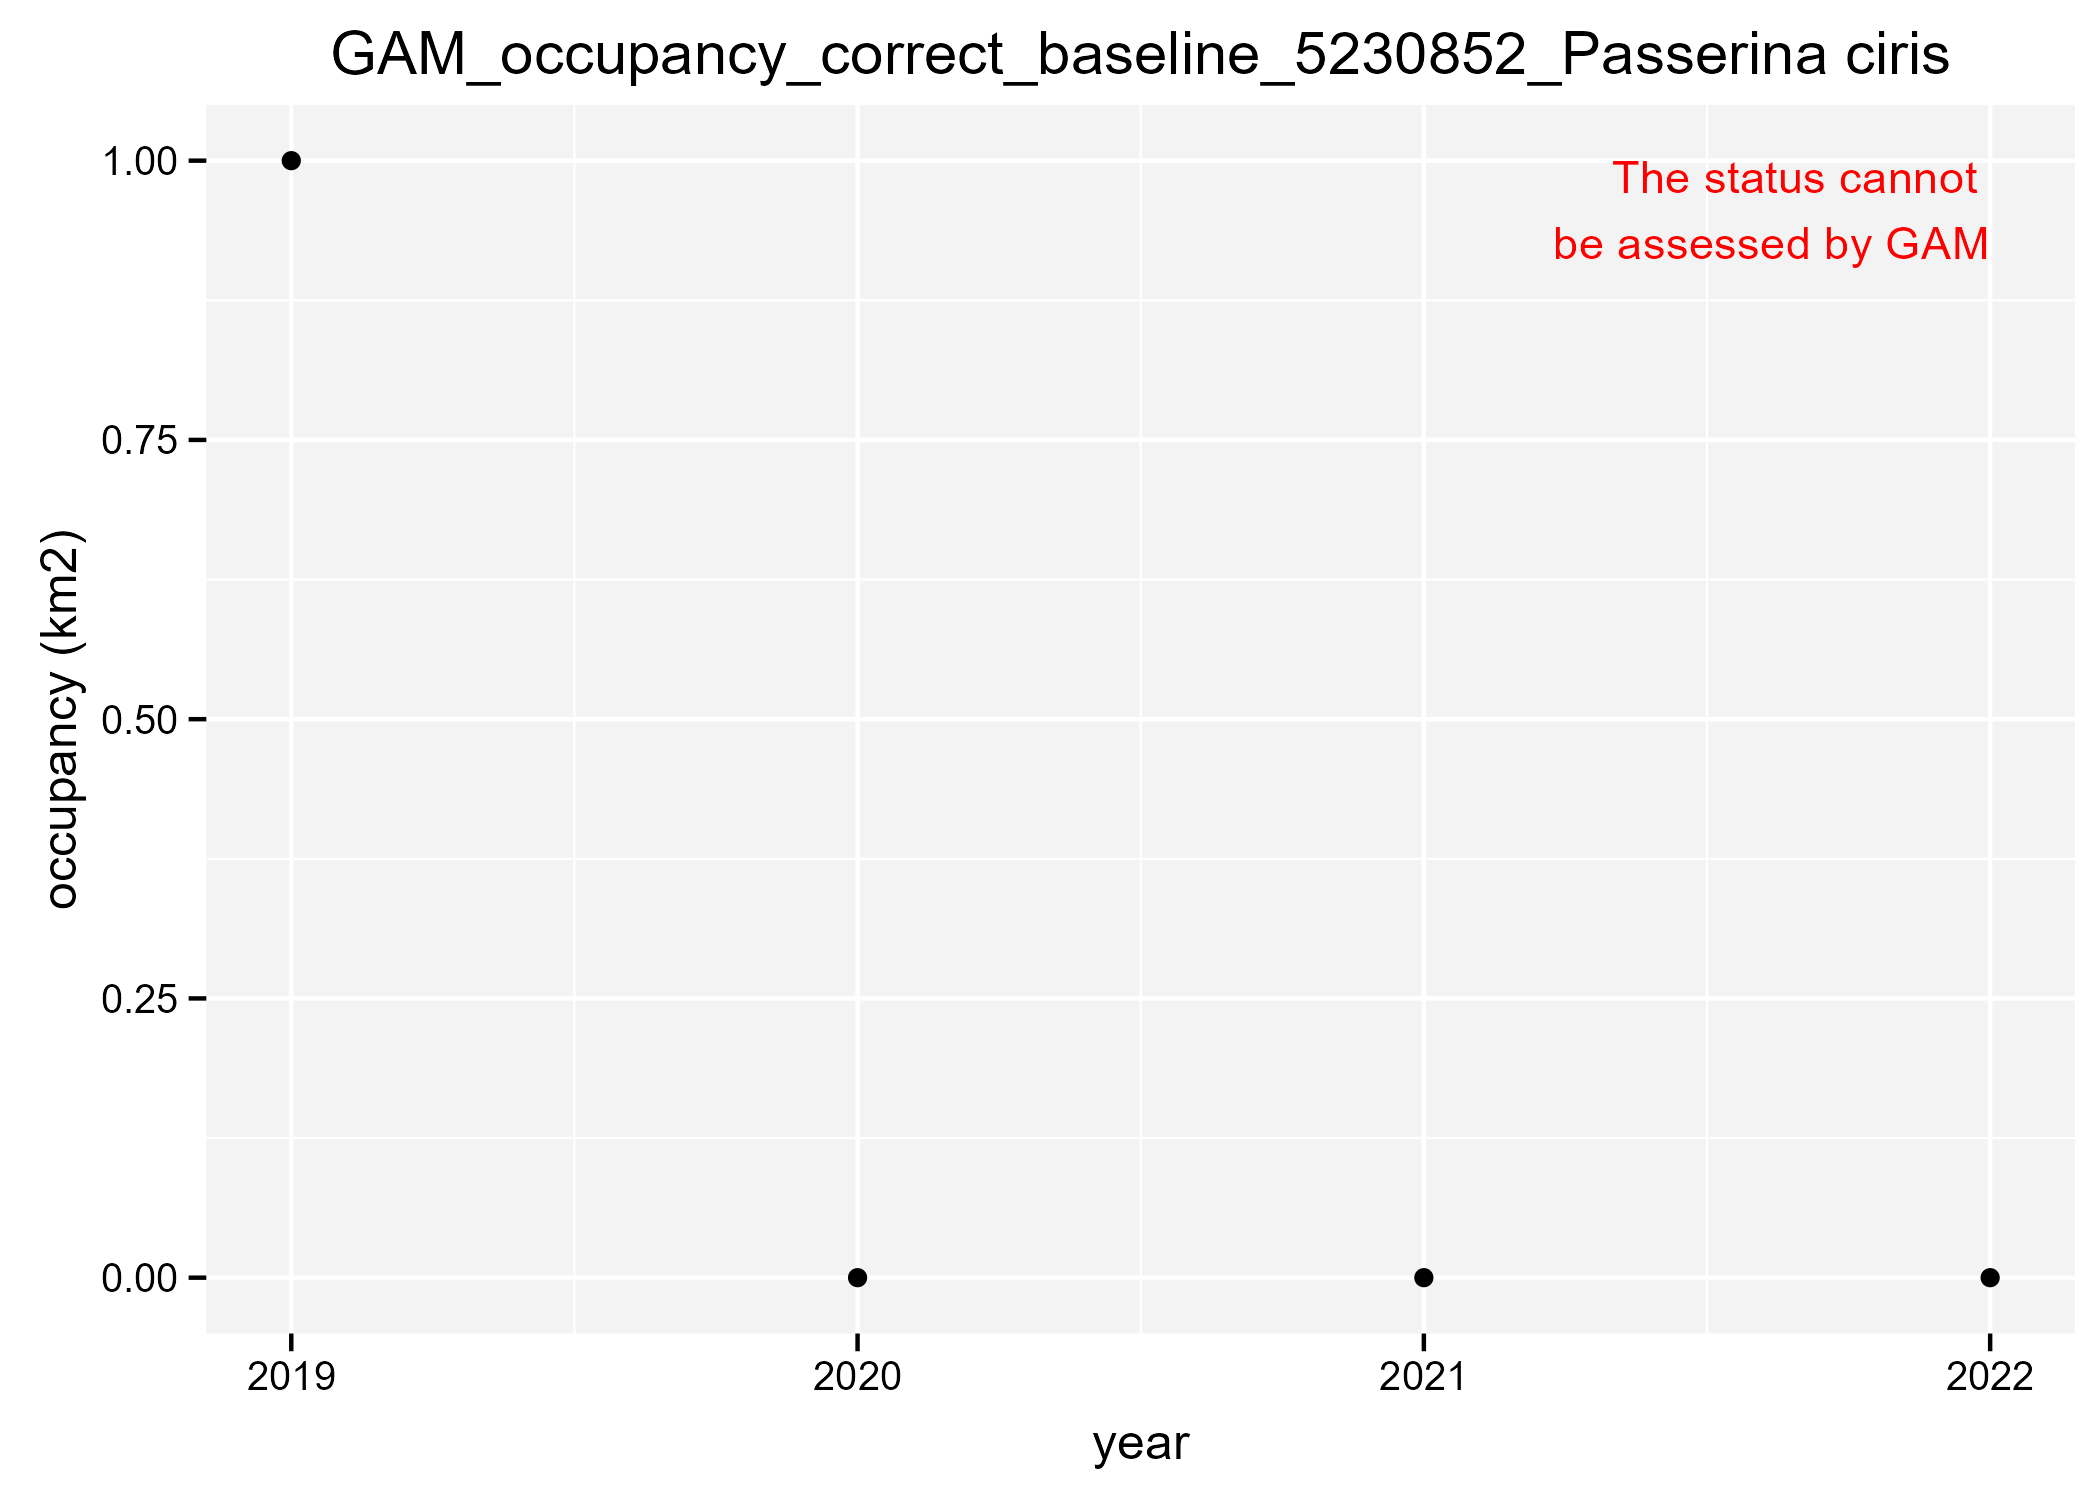 GAM_occupancy_correct_baseline_5230852_Passerina ciris
The status cannot
be assessed by GAM
occupancy (km2)
1.00
0.75
0.50
0.25
0.00
2019
2020
2021
2022
year